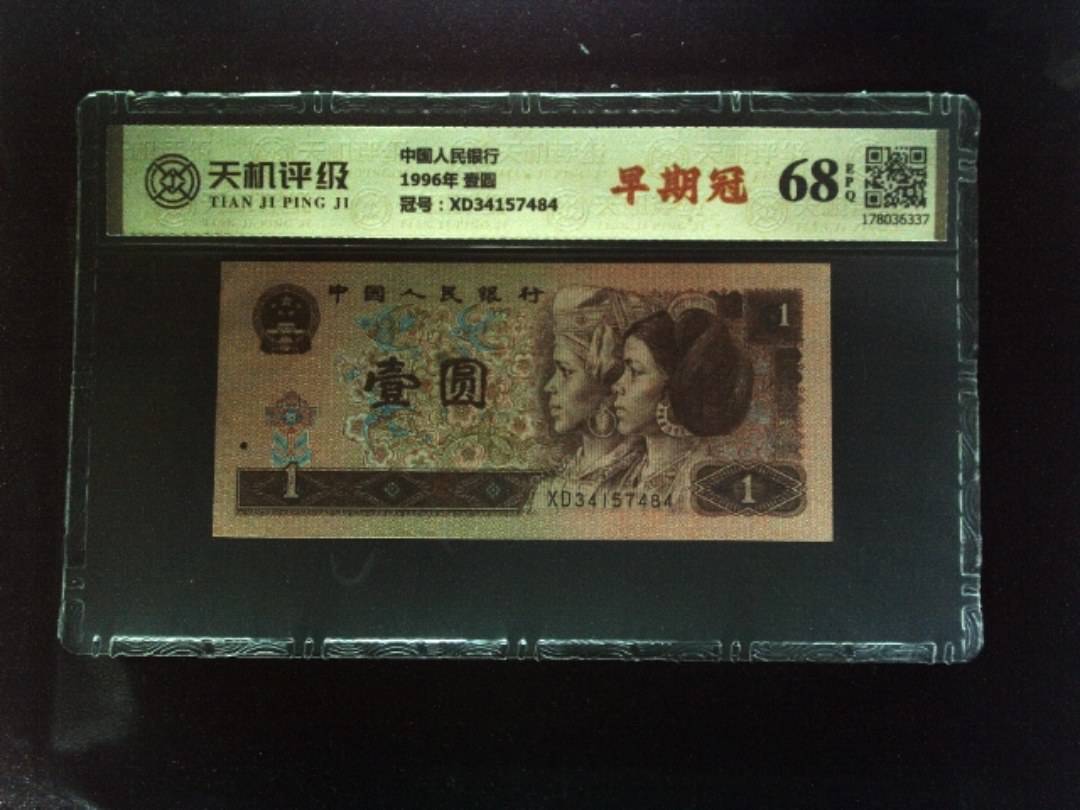 天机评级
TIAN JI PING JI
中国人民银行
1996年 壹圆
冠号：XD34157484
早期冠
68
EPQ
178036337
中国人民银行
1
壹圆
1
XD34157484
1